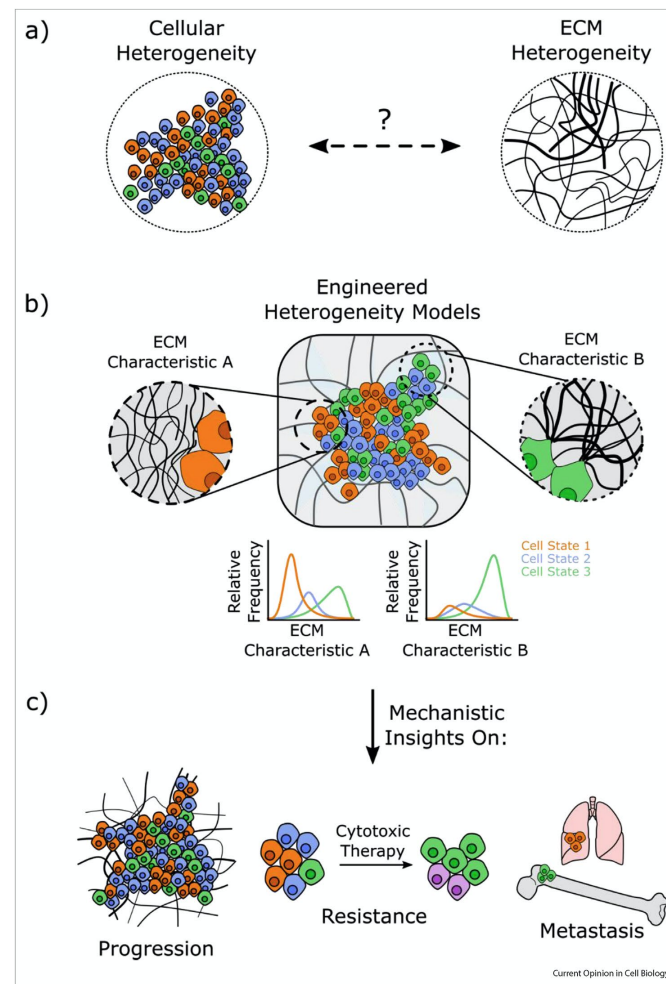 a)
Cellular
Heterogeneity
ECM
Heterogeneity
?
b)
Engineered
Heterogeneity Models
ECM
Characteristic A
ECM
Characteristic B
Relative
Frequency
ECM
Characteristic A
Relative
Frequency
ECM
Characteristic B
Cell State 1
Cell State 2
Cell State 3
c)
Mechanistic
Insights On:
Progression
Cytotoxic
Therapy
Resistance
Metastasis
Current Opinion in Cell Biology